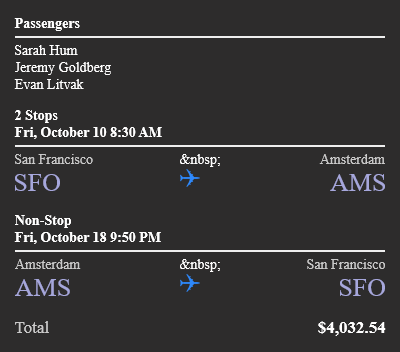 Passengers
Sarah Hum
Jeremy Goldberg
Evan Litvak
2 Stops
Fri, October 10 8:30 AM
San Francisco &nbsp; Amsterdam
SFO AMS
Non-Stop
Fri, October 18 9:50 PM
Amsterdam &nbsp; San Francisco
AMS SFO
Total $4,032.54